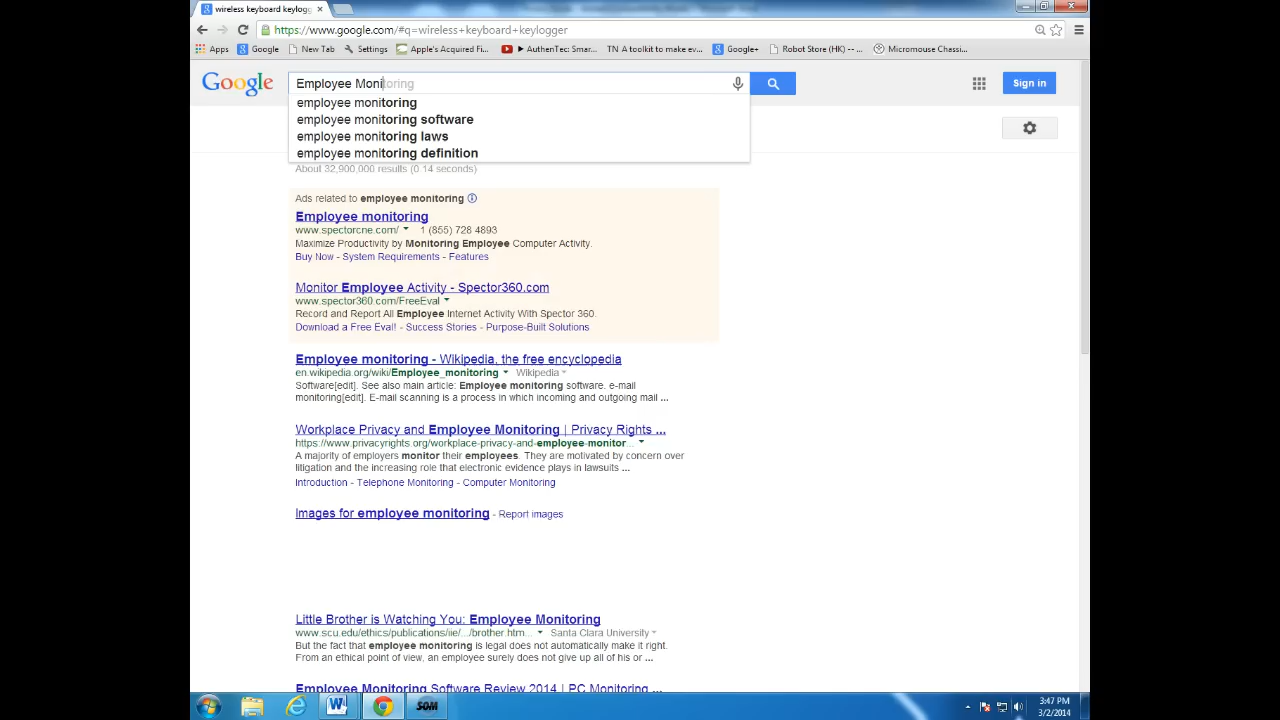 wireless keyboard keylogg
https://www.google.com/#q=wireless+keyboard+keylogger
Apps Google New Tab Settings Apple's Acquired Fi... AuthenTec: Smar... TN A toolkit to make ev... Google+ Robot Store (HK) -... Micromouse Chassi...
Google
Employee Monitoring
Sign in
employee monitoring
employee monitoring software
employee monitoring laws
employee monitoring definition
About 32,900,000 results (0.14 seconds)
Ads related to employee monitoring
Employee monitoring
www.spectorcne.com/ 1 (855) 728 4893
Maximize Productivity by Monitoring Employee Computer Activity.
Buy Now - System Requirements - Features
Monitor Employee Activity - Spector360.com
www.spector360.com/FreeEval
Record and Report All Employee Internet Activity With Spector 360.
Download a Free Eval! - Success Stories - Purpose-Built Solutions
Employee monitoring - Wikipedia, the free encyclopedia
en.wikipedia.org/wiki/Employee_monitoring Wikipedia
Software[edit]. See also main article: Employee monitoring software. e-mail
monitoring[edit]. E-mail scanning is a process in which incoming and outgoing mail ...
Workplace Privacy and Employee Monitoring | Privacy Rights ...
https://www.privacyrights.org/workplace-privacy-and-employee-monitor...
A majority of employers monitor their employees. They are motivated by concern over
litigation and the increasing role that electronic evidence plays in lawsuits ...
Introduction - Telephone Monitoring - Computer Monitoring
Images for employee monitoring - Report images
Little Brother is Watching You: Employee Monitoring
www.scu.edu/ethics/publications/iie/.../brother.htm... Santa Clara University
But the fact that employee monitoring is legal does not automatically make it right.
From an ethical point of view, an employee surely does not give up all of his or ...
Employee Monitoring Software Review 2014 | PC Monitoring ...
SOM
3:47 PM
3/2/2014